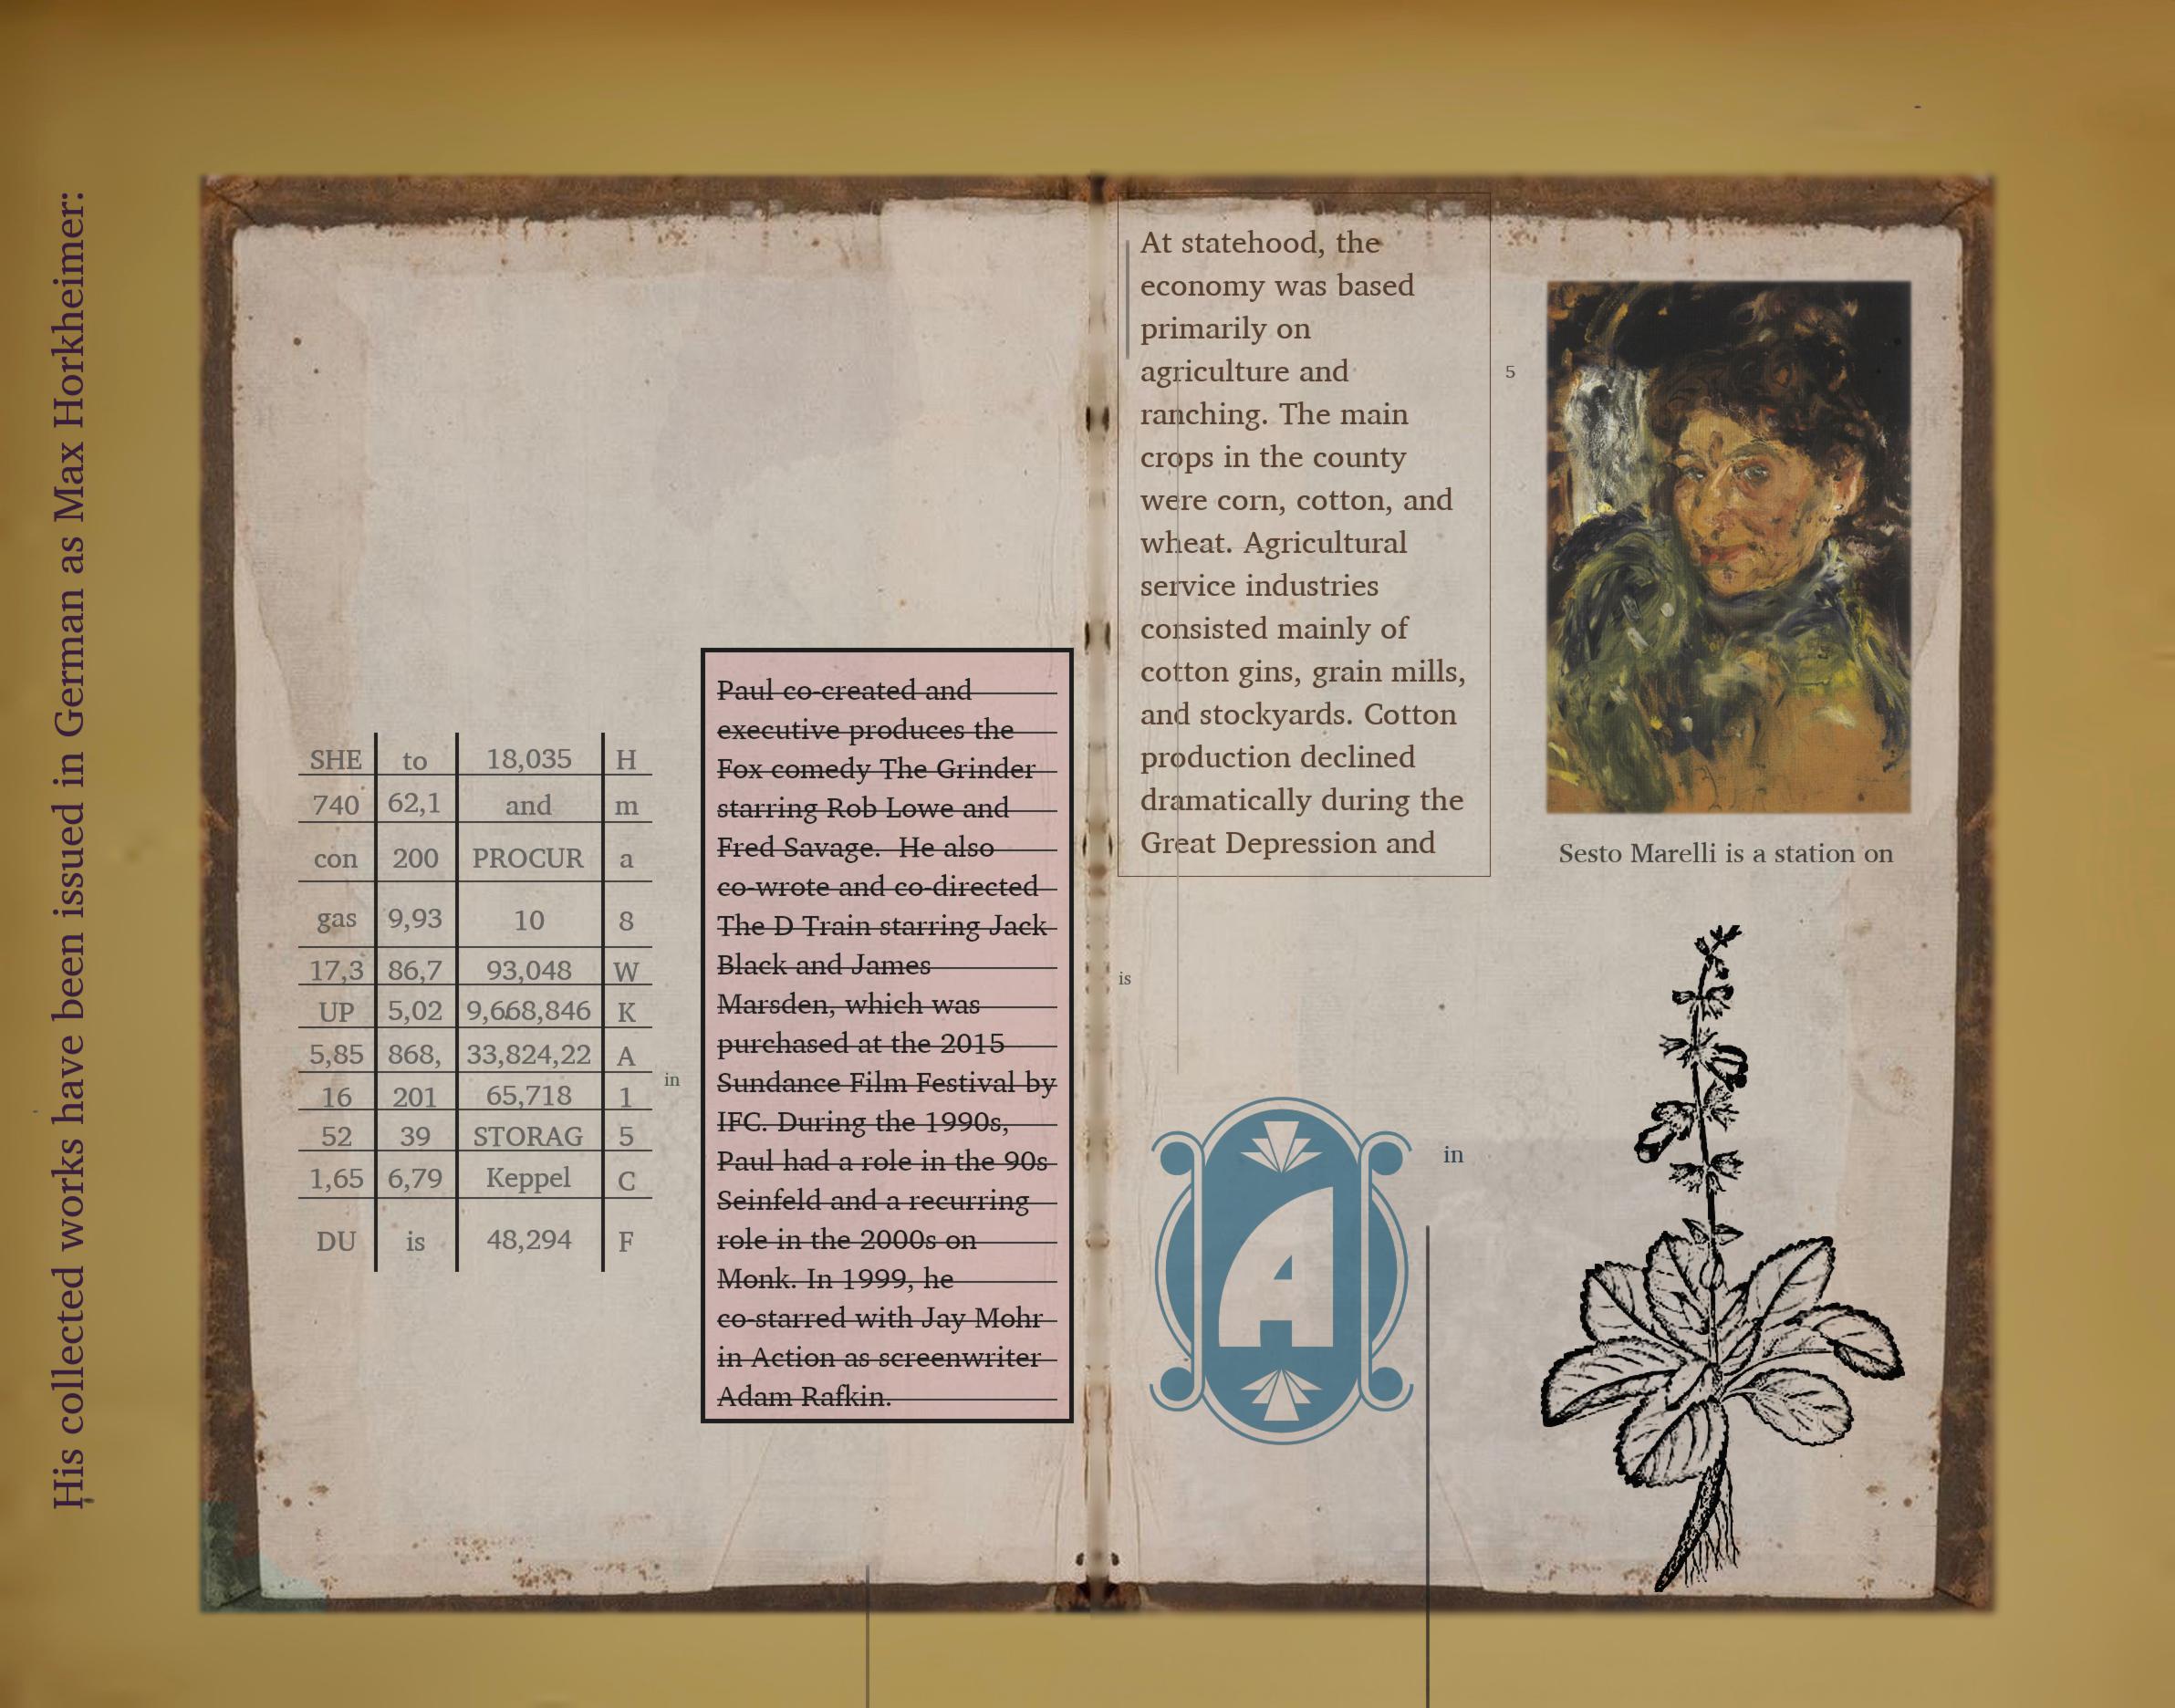 His collected works have been issued in German as Max Horkheimer:
SHE to 18,035 H
740 62,1 and m
con 200 PROCUR a
gas 9,93 10 8
17,3 86,7 93,048 W
UP 5,02 9,668,846 K
5,85 868, 33,824,22 A
16 201 65,718 1
52 39 STORAG 5
1,65 6,79 Keppel C
DU is 48,294 F
in
Paul co-created and
executive produces the
Fox comedy The Grinder
starring Rob Lowe and
Fred Savage.  He also
co-wrote and co-directed
The D Train starring Jack
Black and James
Marsden, which was
purchased at the 2015
Sundance Film Festival by
IFC. During the 1990s,
Paul had a role in the 90s
Seinfeld and a recurring
role in the 2000s on
Monk. In 1999, he
co-starred with Jay Mohr
in Action as screenwriter
Adam Rafkin.
At statehood, the
economy was based
primarily on
agriculture and
ranching. The main
crops in the county
were corn, cotton, and
wheat. Agricultural
service industries
consisted mainly of
cotton gins, grain mills,
and stockyards. Cotton
production declined
dramatically during the
Great Depression and
5
Sesto Marelli is a station on
is
A
in